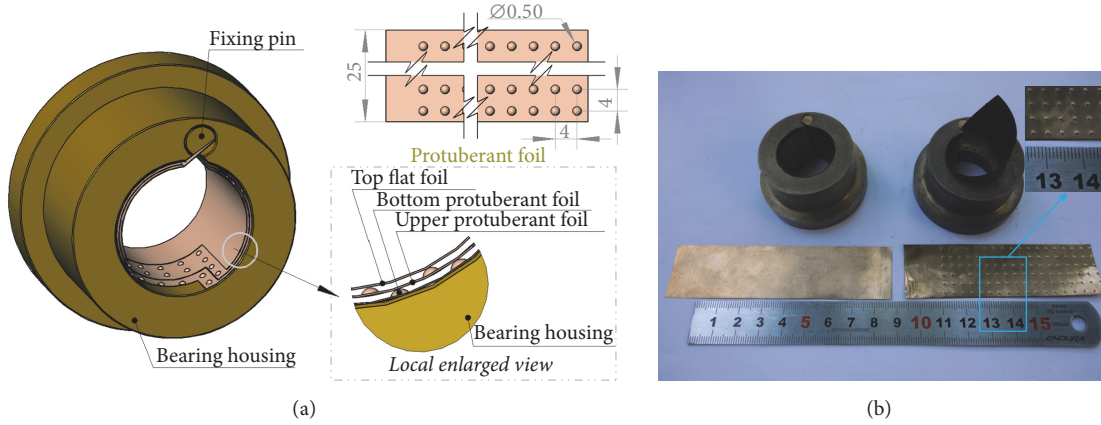 Fixing pin
Ø0.50
25
4
4
Protuberant foil
Top flat foil
Bottom protuberant foil
Upper protuberant foil
Bearing housing
Local enlarged view
Bearing housing
(a)
13 14
1 2 3 4 5 6 7 8 9 10 11 12 13 14 15
ENDURA
(b)